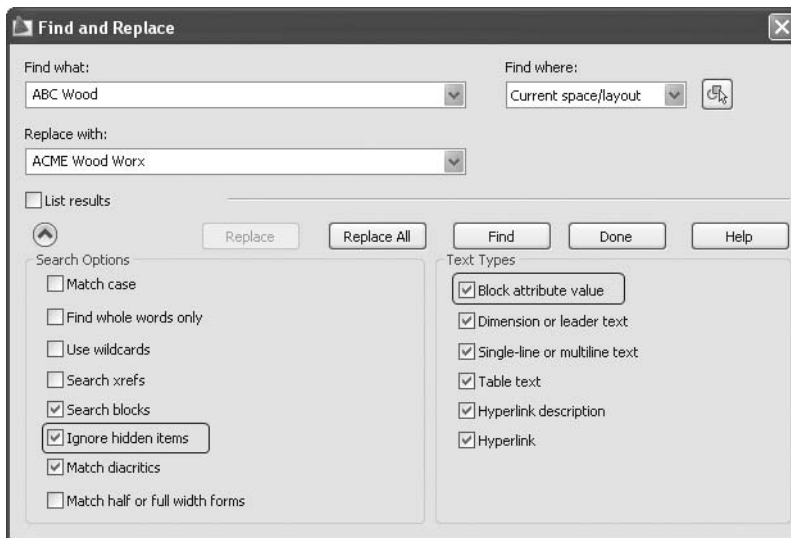 Find and Replace
Find what:
Find where:
ABC Wood
Current space/layout
Replace with:
ACME Wood Worx
List results
Replace
Replace All
Find
Done
Help
Search Options
Text Types
Match case
Find whole words only
Use wildcards
Search xrefs
Search blocks
Ignore hidden items
Match diacritics
Match half or full width forms
Block attribute value
Dimension or leader text
Single-line or multiline text
Table text
Hyperlink description
Hyperlink